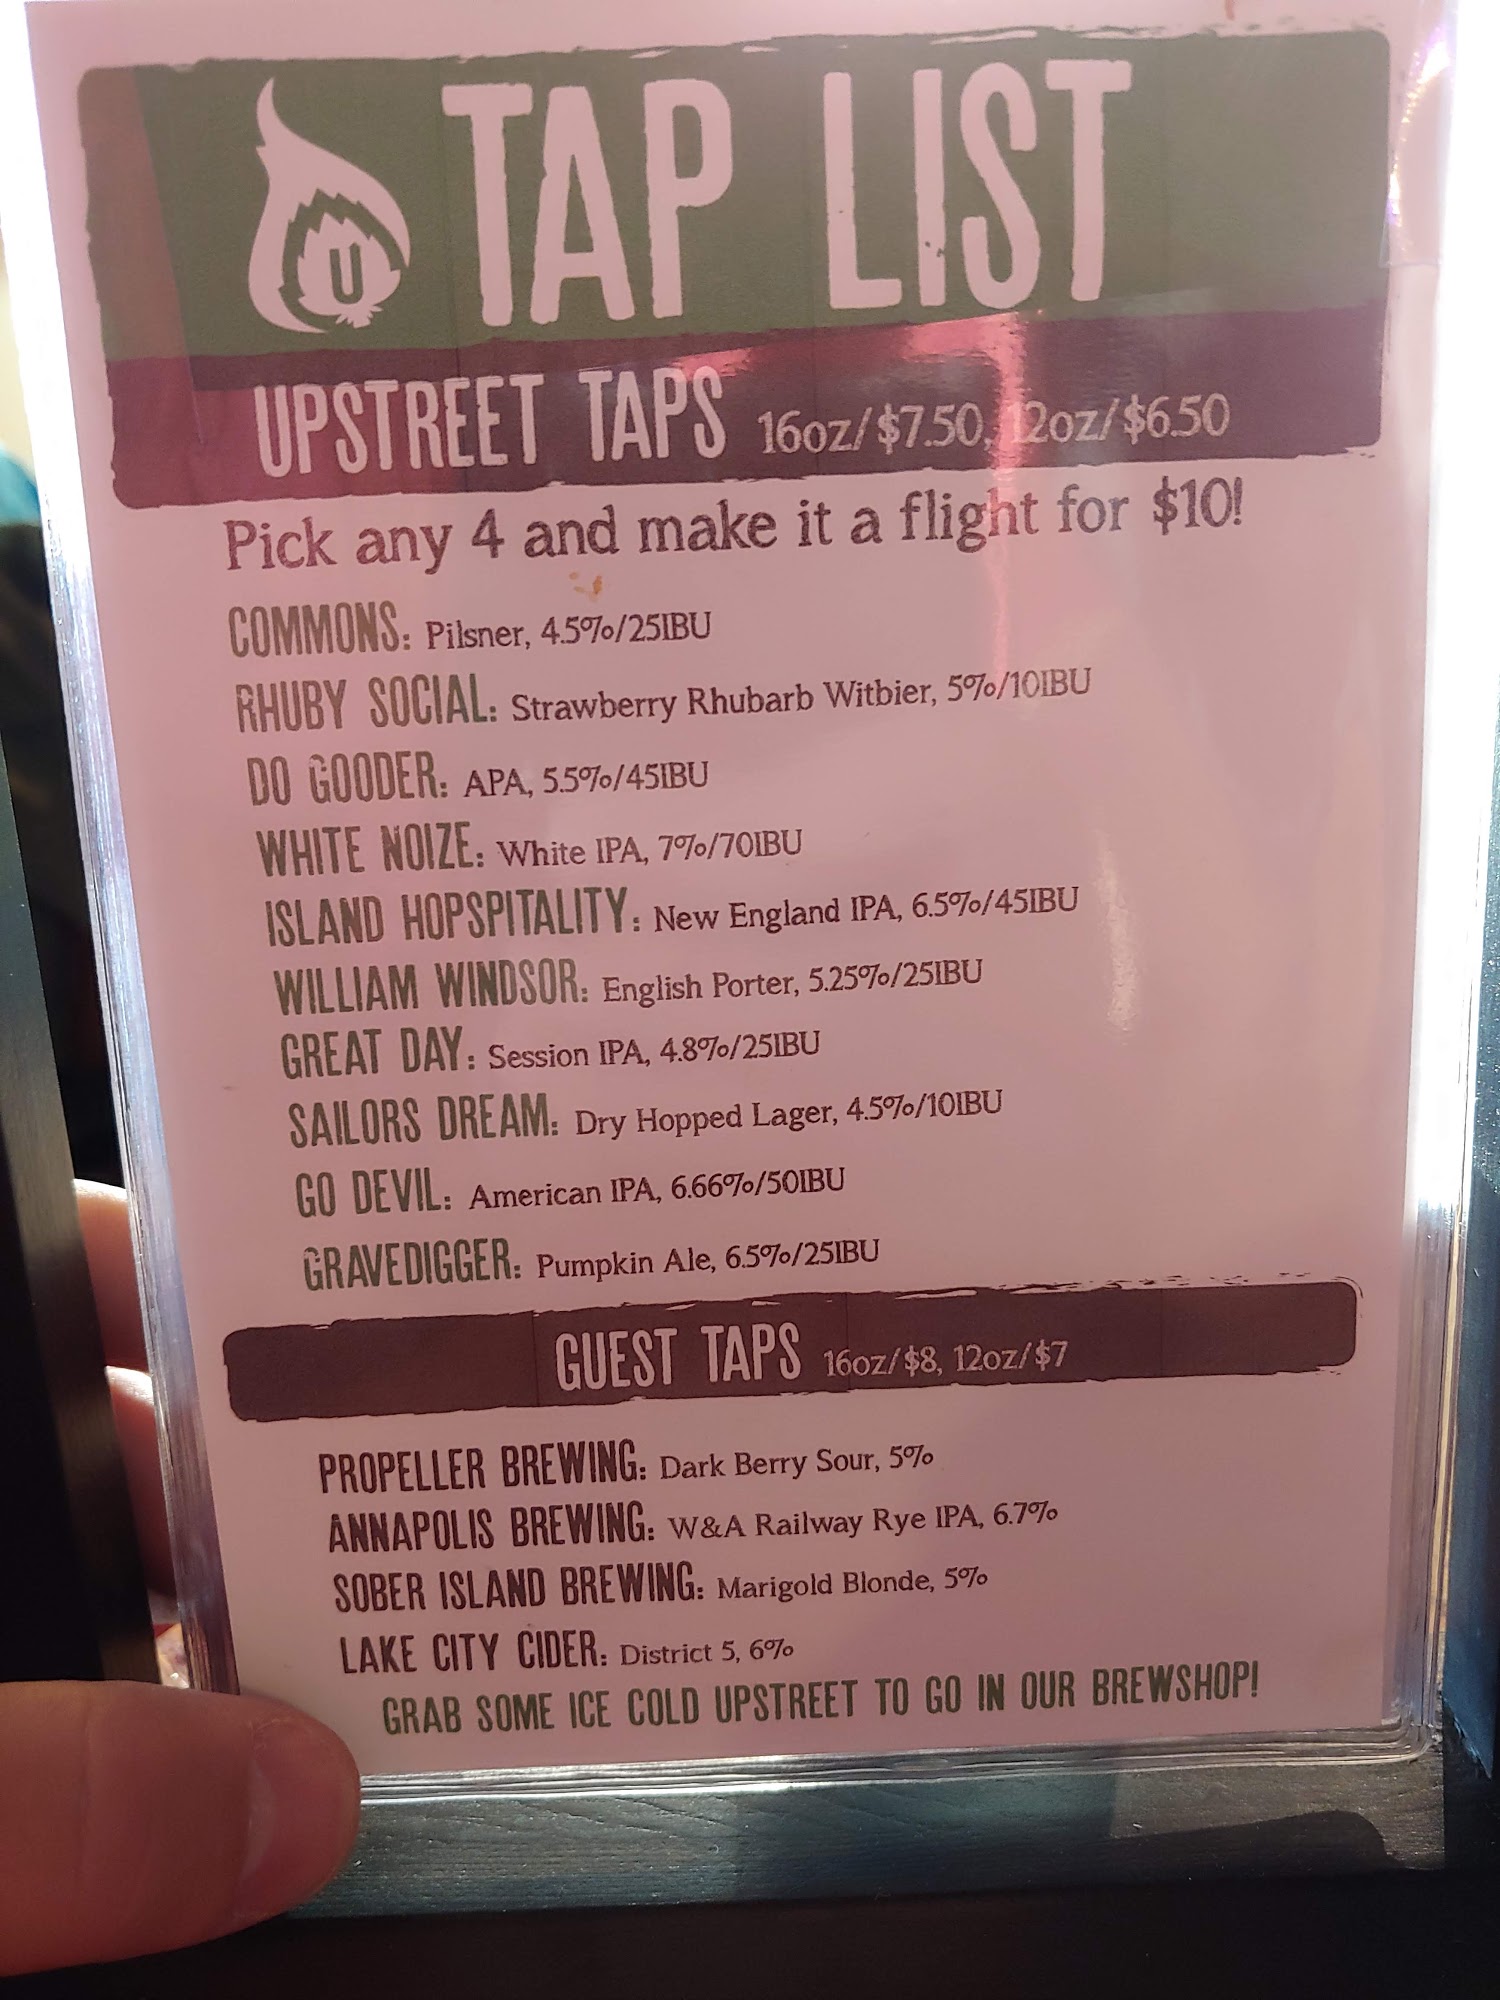 U
TAP LIST
UPSTREET TAPS 16oz/$7.50, 12oz/$6.50
Pick any 4 and make it a flight for $10!
COMMONS: Pilsner, 4.5%/25IBU
RHUBY SOCIAL: Strawberry Rhubarb Witbier, 5%/10IBU
DO GOODER: APA, 5.5%/45IBU
WHITE NOIZE: White IPA, 7%/70IBU
ISLAND HOPSPITALITY: New England IPA, 6.5%/45IBU
WILLIAM WINDSOR: English Porter, 5.25%/25IBU
GREAT DAY: Session IPA, 4.8%/25IBU
SAILORS DREAM: Dry Hopped Lager, 4.5%/10IBU
GO DEVIL: American IPA, 6.66%/50IBU
GRAVEDIGGER: Pumpkin Ale, 6.5%/25IBU
GUEST TAPS 16oz/$8, 12oz/$7
PROPELLER BREWING: Dark Berry Sour, 5%
ANNAPOLIS BREWING: W&A Railway Rye IPA, 6.7%
SOBER ISLAND BREWING: Marigold Blonde, 5%
LAKE CITY CIDER: District 5, 6%
GRAB SOME ICE COLD UPSTREET TO GO IN OUR BREWSHOP!